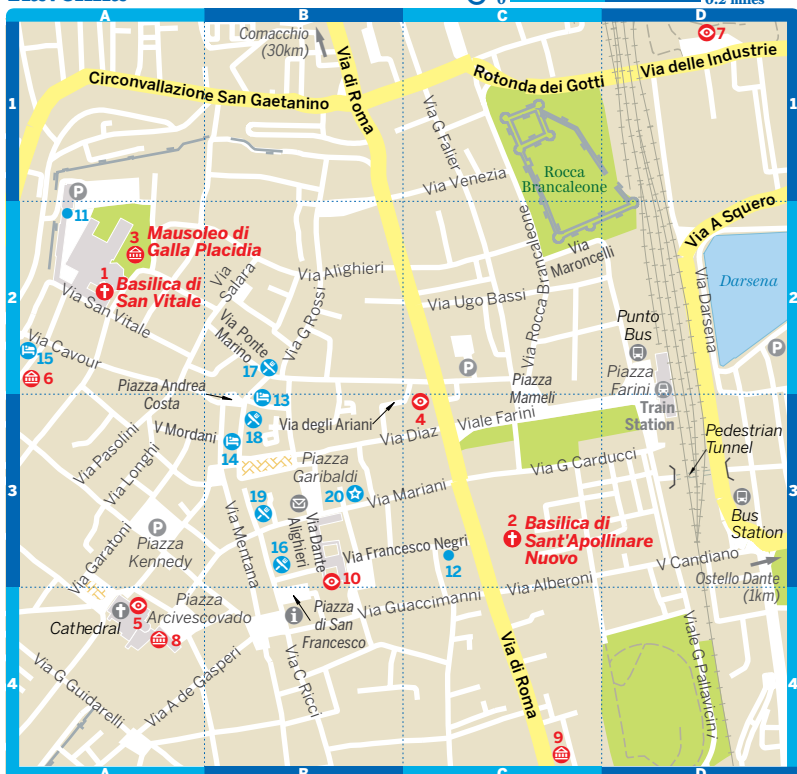 0
0.2 miles
A
B
C
D
7
Comacchio
(30km)
Via di Roma
Rotonda dei Gotti
Via delle Industrie
Circonvallazione San Gaetanino
1
1
Via G Falier
Via Venezia
Rocca
Brancaleone
P
11
3
Mausoleo di
Galla Placidia
1
Basilica di
San Vitale
Via San Vitale
Via
Salara
Via Alighieri
Via G Rossi
Via Ponte
Marino
Via Ugo Bassi
Via Rocca Brancaleone
Via
Maroncelli
Via A Squero
Via Darsena
Darsena
2
2
Punto
Bus
Via Cavour
15
6
17
P
P
Piazza
Farini
Train
Station
Piazza
Mameli
Piazza Andrea
Costa
13
4
Via degli Ariani
18
V Mordani
14
Via Diaz
Viale Farini
Pedestrian
Tunnel
Via Pasolini
Via Longhi
Piazza
Garibaldi
Via G Carducci
3
3
20
Via Mariani
19
Bus
Station
2
Basilica di
Sant'Apollinare
Nuovo
P
Piazza
Kennedy
Via Garatoni
Via Mentana
Via Dante
Alighieri
16
Via Francesco Negri
12
10
V Candiano
Ostello Dante
(1km)
Via Alberoni
Via Guaccimanni
Piazza
Arcivescovado
5
8
Cathedral
i
Piazza
di San
Francesco
Via di Roma
Viale G Pallavicini
Via G Guidarelli
Via A de Gasperi
Via C Ricci
4
4
9
A
B
C
D